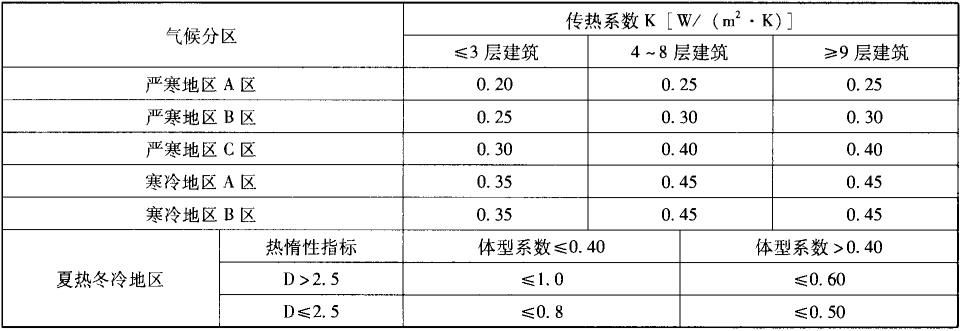 气候分区 传热系数 K [W/ (m²·K)]
≤3 层建筑 4~8 层建筑 ≥9 层建筑
严寒地区 A 区 0.20 0.25 0.25
严寒地区 B 区 0.25 0.30 0.30
严寒地区 C 区 0.30 0.40 0.40
寒冷地区 A 区 0.35 0.45 0.45
寒冷地区 B 区 0.35 0.45 0.45
夏热冬冷地区 热惰性指标 体型系数≤0.40 体型系数>0.40
D>2.5 ≤1.0 ≤0.60
D≤2.5 ≤0.8 ≤0.50